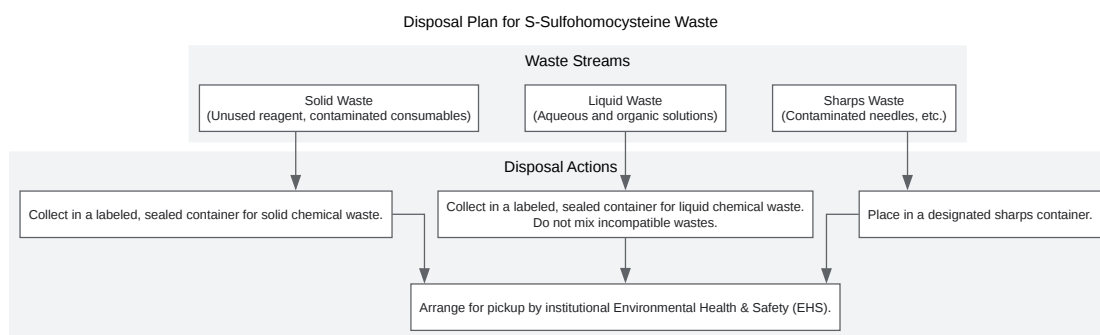 Disposal Plan for S-Sulfohomocysteine Waste
Waste Streams
Solid Waste
(Unused reagent, contaminated consumables)
Liquid Waste
(Aqueous and organic solutions)
Sharps Waste
(Contaminated needles, etc.)
Disposal Actions
Collect in a labeled, sealed container for solid chemical waste.
Collect in a labeled, sealed container for liquid chemical waste.
Do not mix incompatible wastes.
Place in a designated sharps container.
Arrange for pickup by institutional Environmental Health & Safety (EHS).